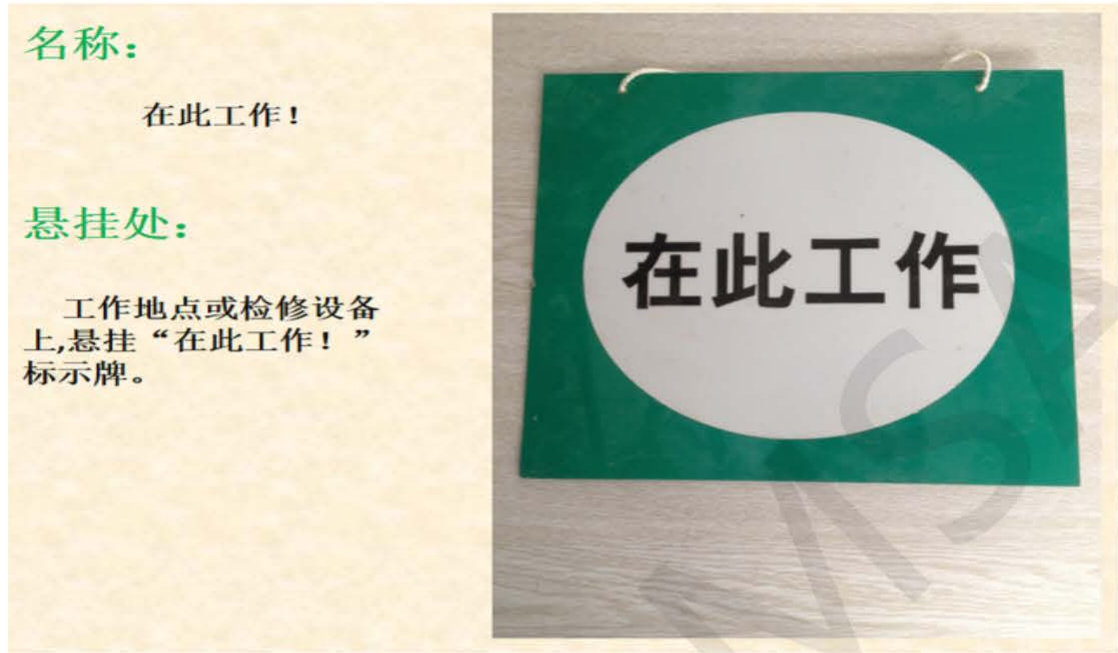 名称：
在此工作！
悬挂处：
工作地点或检修设备
上,悬挂“在此工作！”
标示牌。
在此工作
MSA